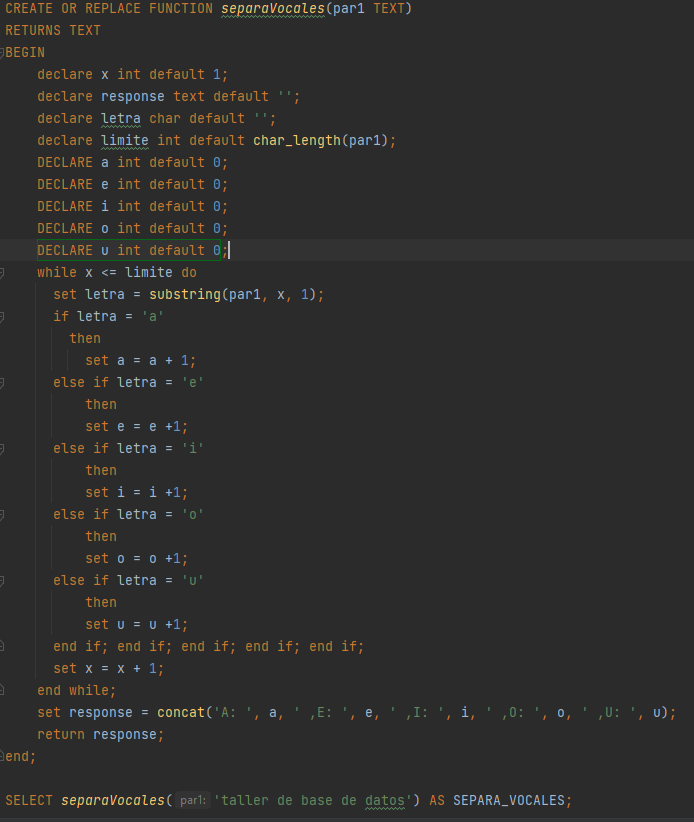 CREATE OR REPLACE FUNCTION separaVocales(par1 TEXT)
RETURNS TEXT
BEGIN
    declare x int default 1;
    declare response text default '';
    declare letra char default '';
    declare limite int default char_length(par1);
    DECLARE a int default 0;
    DECLARE e int default 0;
    DECLARE i int default 0;
    DECLARE o int default 0;
    DECLARE u int default 0;
    while x <= limite do
      set letra = substring(par1, x, 1);
      if letra = 'a'
        then
          set a = a + 1;
      else if letra = 'e'
          then
          set e = e +1;
      else if letra = 'i'
          then
          set i = i +1;
      else if letra = 'o'
          then
          set o = o +1;
      else if letra = 'u'
          then
          set u = u +1;
      end if; end if; end if; end if; end if;
      set x = x + 1;
    end while;
    set response = concat('A: ', a, ' ,E: ', e, ' ,I: ', i, ' ,O: ', o, ' ,U: ', u);
    return response;
end;

SELECT separaVocales( par1: 'taller de base de datos') AS SEPARA_VOCALES;